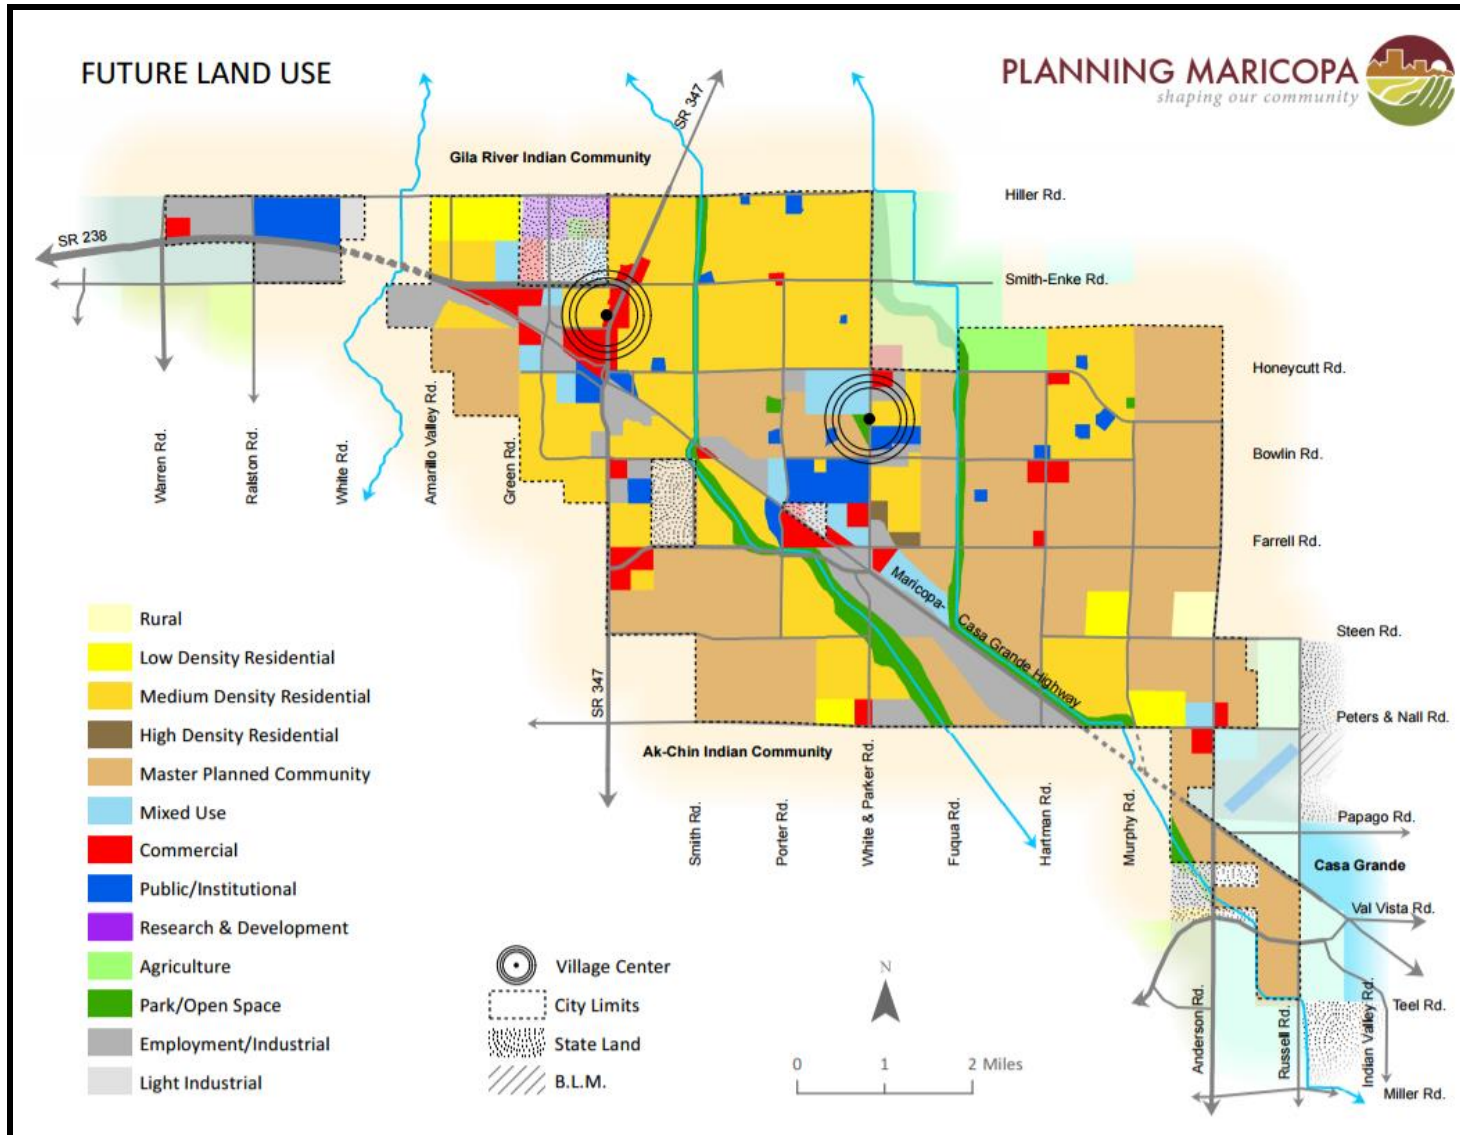 FUTURE LAND USE
PLANNING MARICOPA
shaping our community
SR 347
Gila River Indian Community
Hiller Rd.
SR 238
Smith-Enke Rd.
Honeycutt Rd.
Warren Rd.
Ralston Rd.
White Rd.
Amarillo Valley Rd.
Green Rd.
Bowlin Rd.
Farrell Rd.
Maricopa-
Casa Grande Highway
Steen Rd.
SR 347
Peters & Nall Rd.
Ak-Chin Indian Community
Smith Rd.
Porter Rd.
White & Parker Rd.
Fuqua Rd.
Hartman Rd.
Murphy Rd.
Papago Rd.
Casa Grande
Val Vista Rd.
Anderson Rd.
Russell Rd.
Indian Valley Rd.
Teel Rd.
Miller Rd.
Rural
Low Density Residential
Medium Density Residential
High Density Residential
Master Planned Community
Mixed Use
Commercial
Public/Institutional
Research & Development
Agriculture
Park/Open Space
Employment/Industrial
Light Industrial
Village Center
City Limits
State Land
B.L.M.
N
0 1 2 Miles